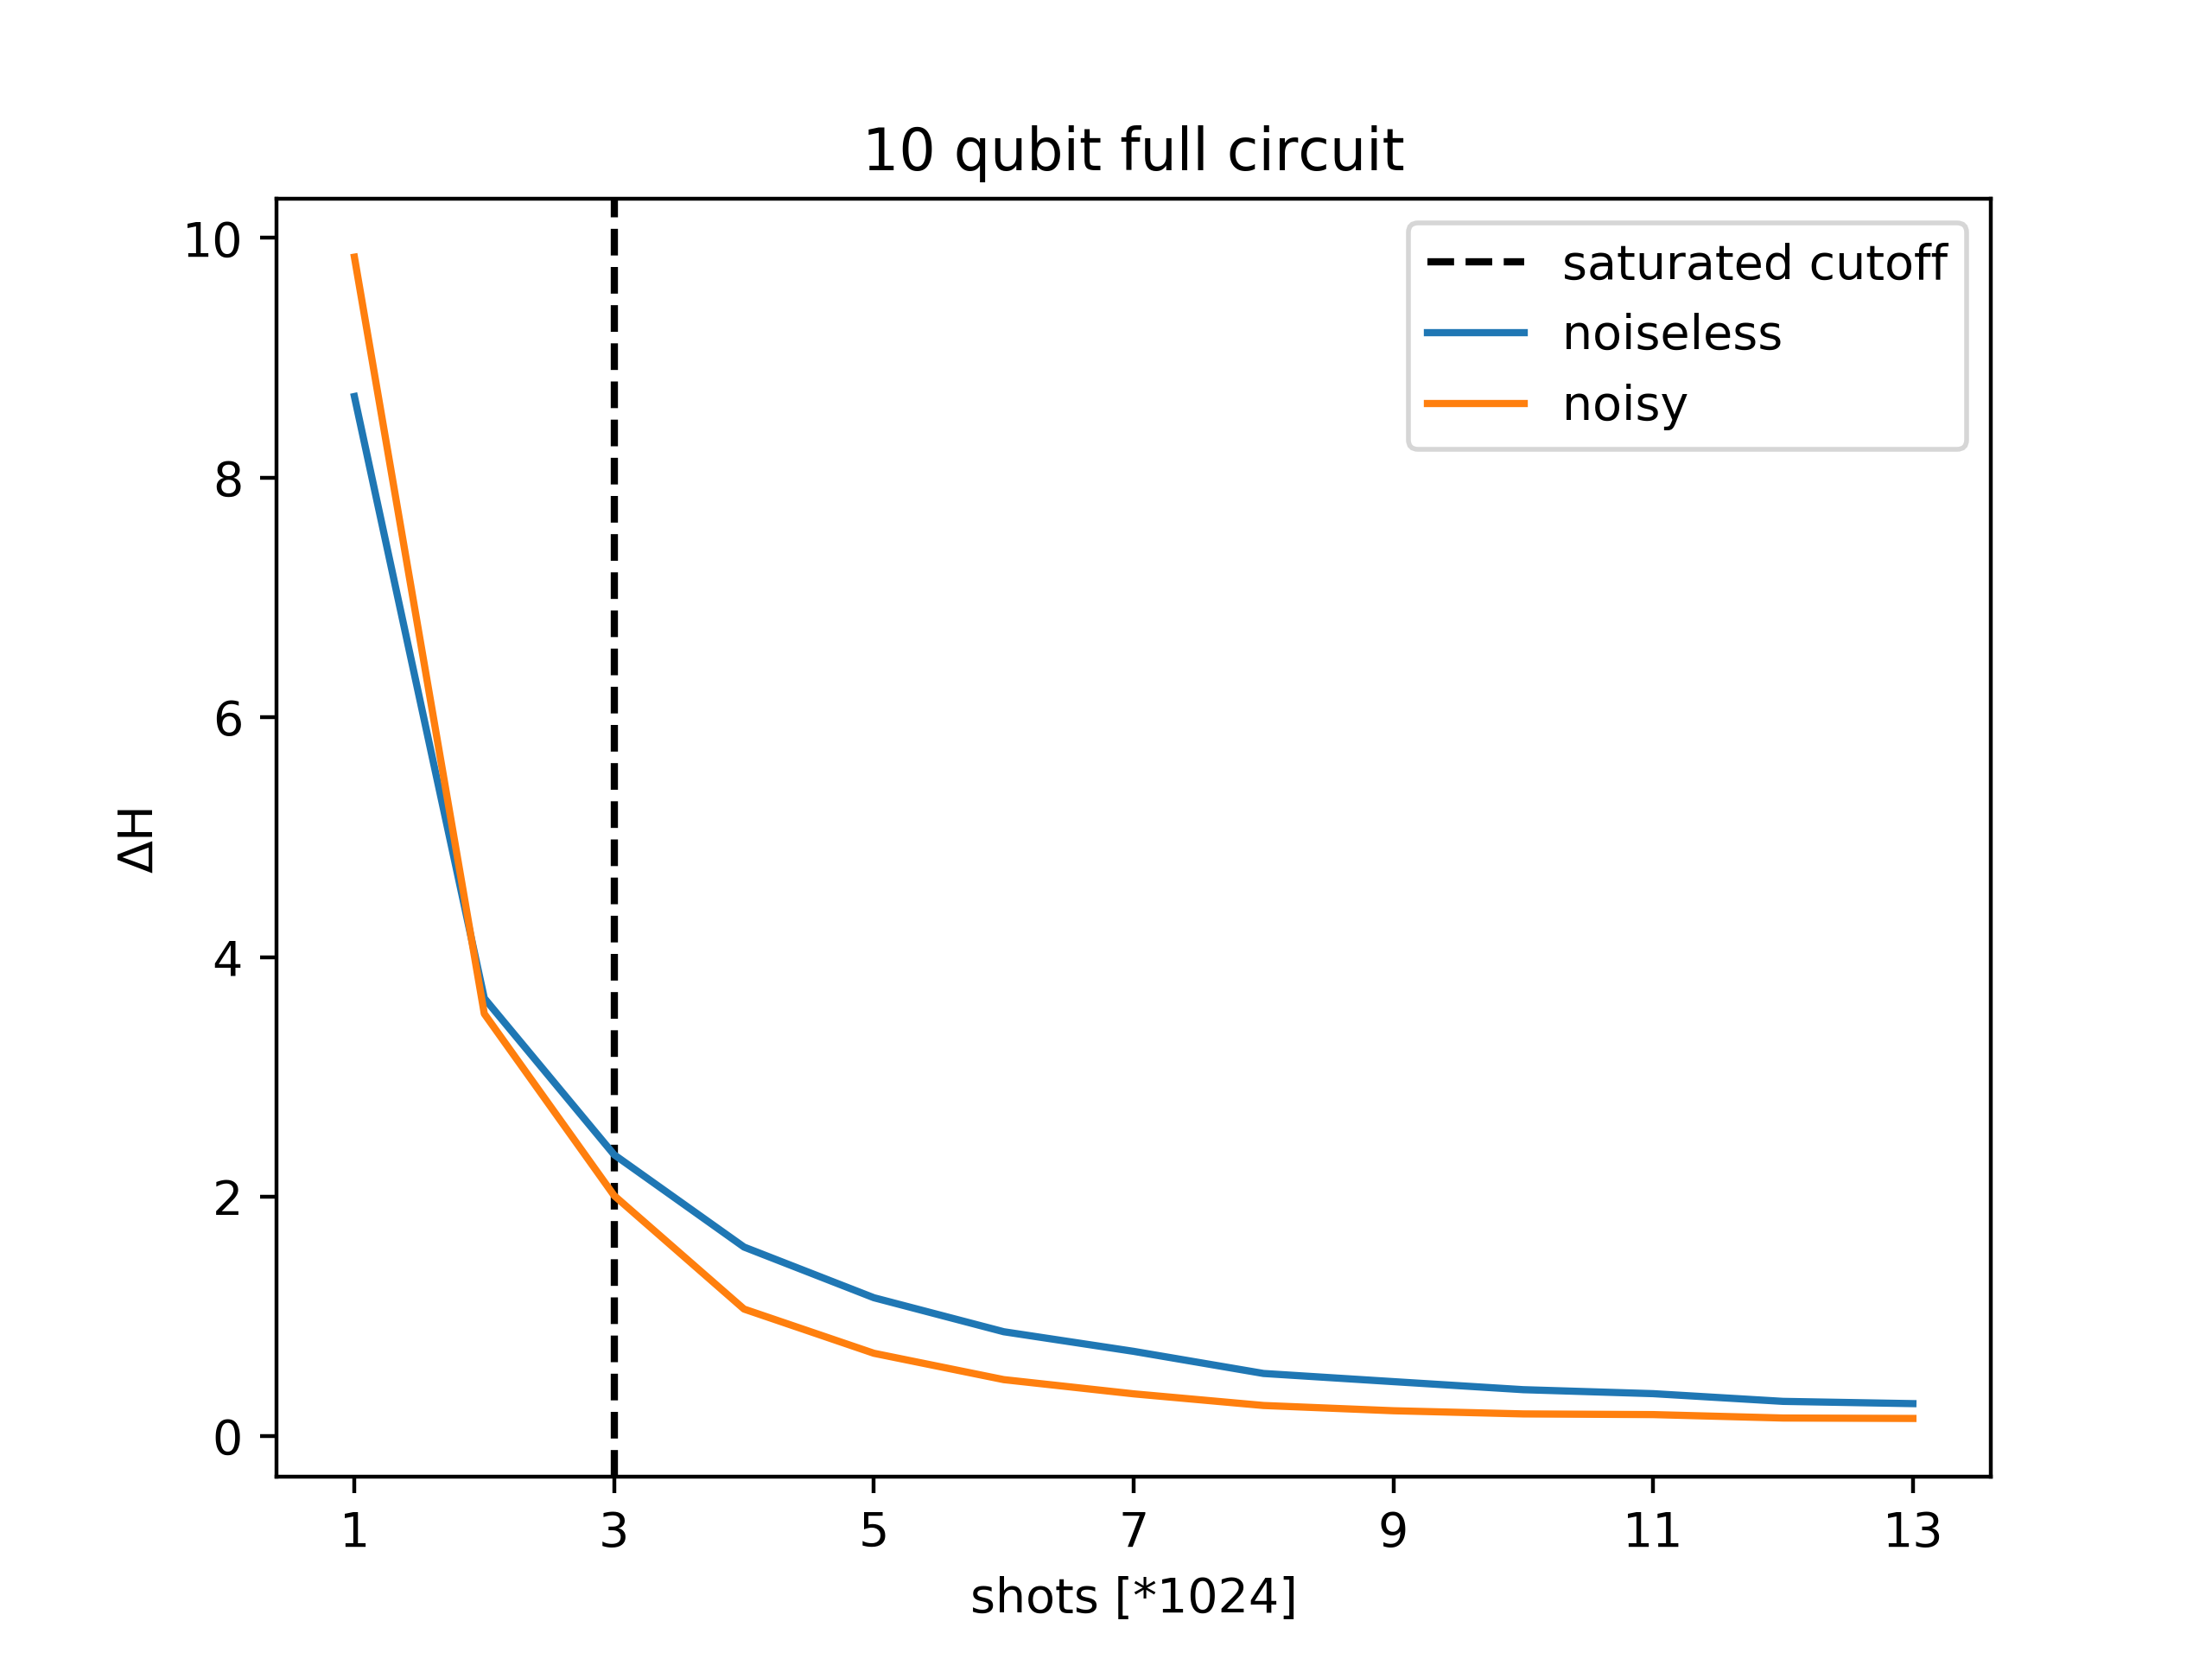 10 qubit full circuit
saturated cutoff
noiseless
noisy
10
8
6
4
2
0
ΔH
1 3 5 7 9 11 13
shots [*1024]